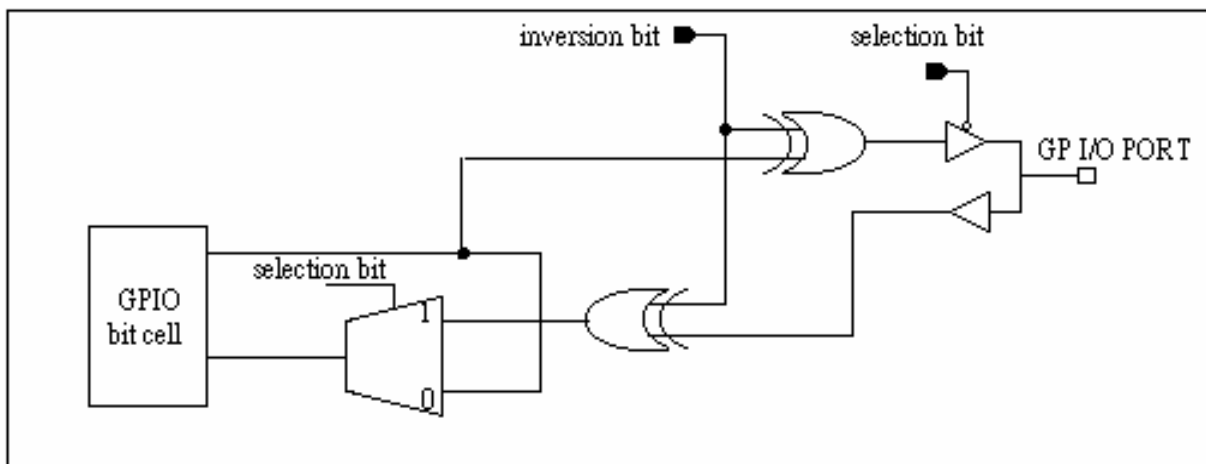 inversion bit
selection bit
GP I/O PORT
selection bit
1
GPIO
bit cell
0